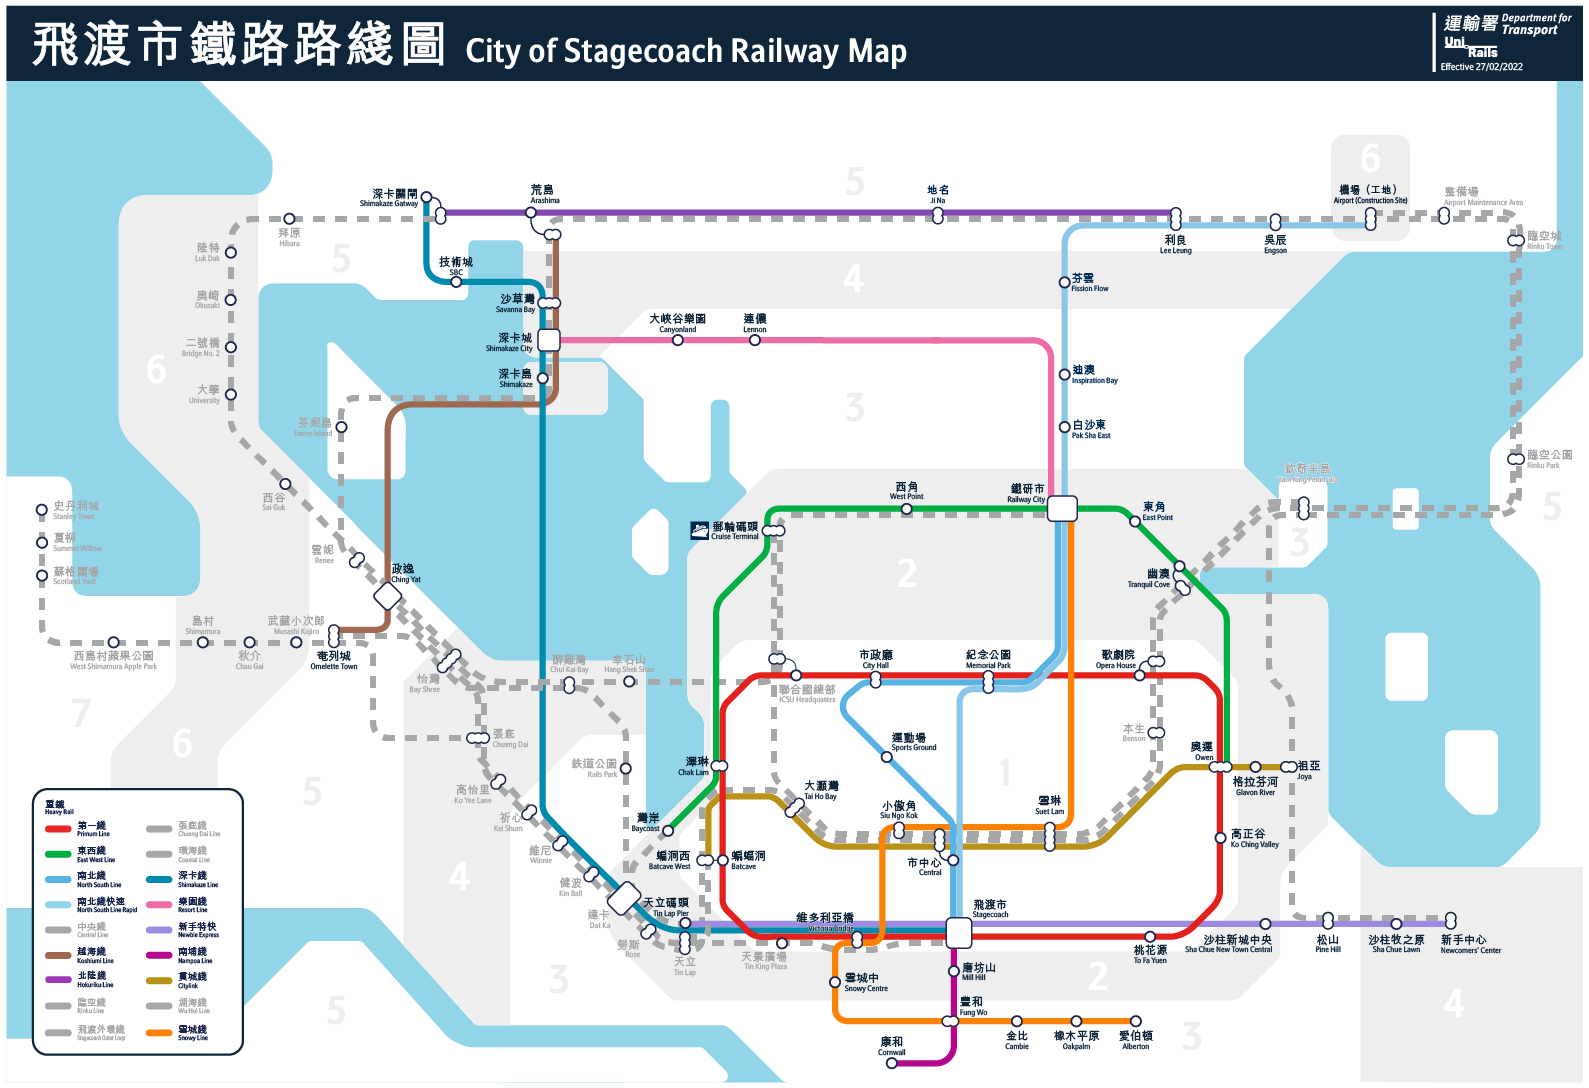 飛渡市鐵路路綫圖 City of Stagecoach Railway Map
運輸署 Department for Transport
Uni Rails
Effective 27/02/2022
5
6
深卡關閘
Shimakaze Gatway
荒島
Arashima
地名
Ji Na
機場（工地）
Airport (Construction Site)
整備場
Airport Maintenance Area
拜原
Hibara
利良
Lee Leung
吳辰
Engson
臨空城
Rinku Town
陸特
Luk Dak
5
技術城
SBC
4
芬雲
Fission Flow
奧崎
Okusaki
沙草灣
Savanna Bay
大峽谷樂園
Canyonland
連儂
Lennon
二號橋
Bridge No. 2
深卡城
Shimakaze City
6
深卡島
Shimakaze
迪澳
Inspiration Bay
大學
University
3
芬妮島
Fanny Island
白沙東
Pak Sha East
臨空公園
Rinku Park
欽敬半島
Yam King Peninsula
西谷
Sai Guk
西角
West Point
鐵研市
Railway City
東角
East Point
5
史丹利城
Stanley Town
郵輪碼頭
Cruise Terminal
夏柳
Summer Willow
3
雲妮
Renee
政逸
Ching Yat
2
幽澳
Tranquil Cove
蘇格蘭場
Scotland Yard
島村
Shimamura
武藏小次郎
Musashi Kojiro
西島村蘋果公園
West Shimamura Apple Park
秋介
Chau Gai
奄列城
Omelette Town
怡灣
Bay Shree
醉雞灣
Chui Kai Bay
幸石山
Hang Shek Shan
市政廳
City Hall
紀念公園
Memorial Park
歌劇院
Opera House
聯合國總部
ICSU Headquaters
7
6
張底
Chueng Dai
運動場
Sports Ground
本生
Benson
鉄道公園
Rails Park
澤琳
Chak Lam
1
奧運
Owen
祖亞
Joya
格拉芬河
Glavon River
5
高怡里
Ko Yee Lane
大灝灣
Tai Ho Bay
小傲角
Siu Ngo Kok
雪琳
Suet Lam
祈心
Kei Shum
灣岸
Baycoast
高正谷
Ko Ching Valley
維尼
Winnie
蝙洞西
Batcave West
蝙蝠洞
Batcave
市中心
Central
4
健波
Kin Ball
達卡
Dat Ka
天立碼頭
Tin Lap Pier
維多利亞橋
Victoria Bridge
飛渡市
Stagecoach
勞斯
Rose
天立
Tin Lap
天景廣場
Tin King Plaza
桃花源
To Fa Yuen
沙柱新城中央
Sha Chue New Town Central
松山
Pine Hill
沙柱牧之原
Sha Chue Lawn
新手中心
Newcomers' Center
3
雪城中
Snowy Centre
磨坊山
Mill Hill
2
5
豐和
Fung Wo
4
金比
Cambie
橡木平原
Oakpalm
愛伯頓
Alberton
3
康和
Cornwall
重鐵
Heavy Rail
第一綫
Primum Line
東西綫
East West Line
南北綫
North South Line
南北綫快速
North South Line Rapid
中央綫
Central Line
越海綫
Koshiumi Line
北陸綫
Hokuriku Line
臨空綫
Rinku Line
飛渡外環綫
Stagecoach Outer Loop
張底綫
Chueng Dai Line
環海綫
Coastal Line
深卡綫
Shimakaze Line
樂園綫
Resort Line
新手特快
Newbie Express
南埔綫
Nampoa Line
貫城綫
Citylink
湖海綫
Wu Hoi Line
雪城綫
Snowy Line